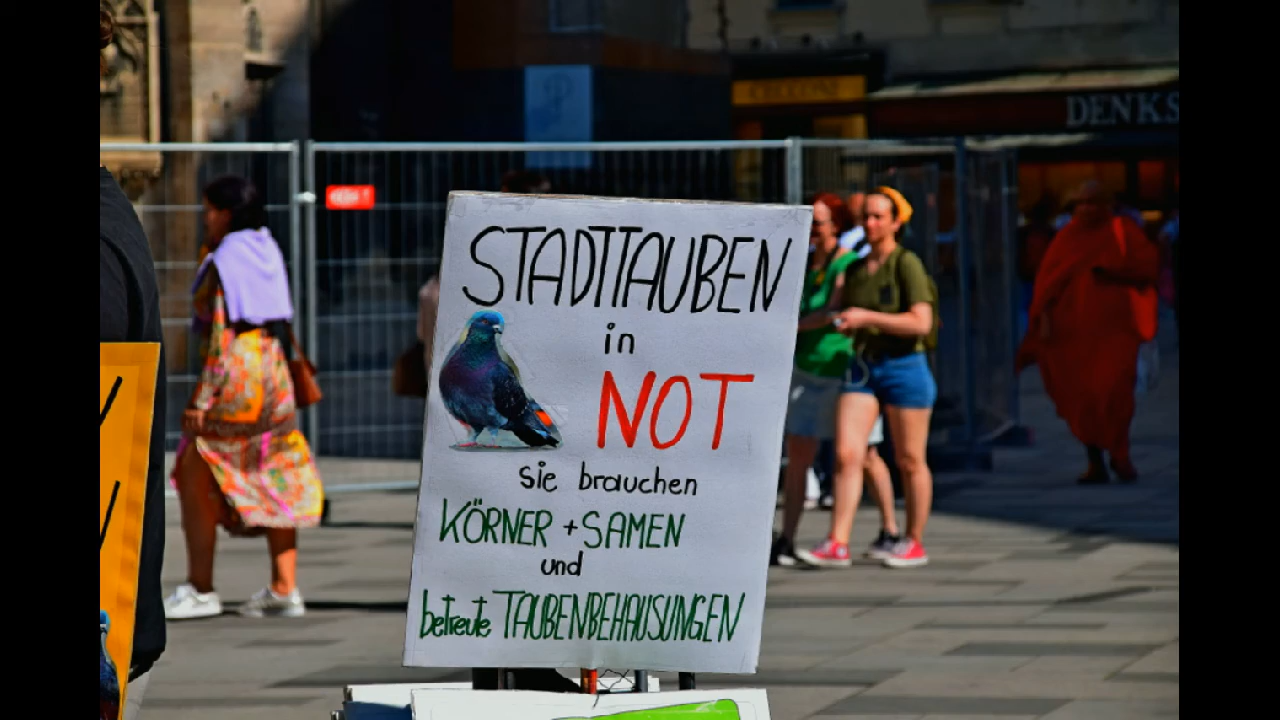 DENKS
STADTTAUBEN
in
NOT
sie brauchen
KÖRNER + SAMEN
und
betreute TAUBENBEHAUSUNGEN